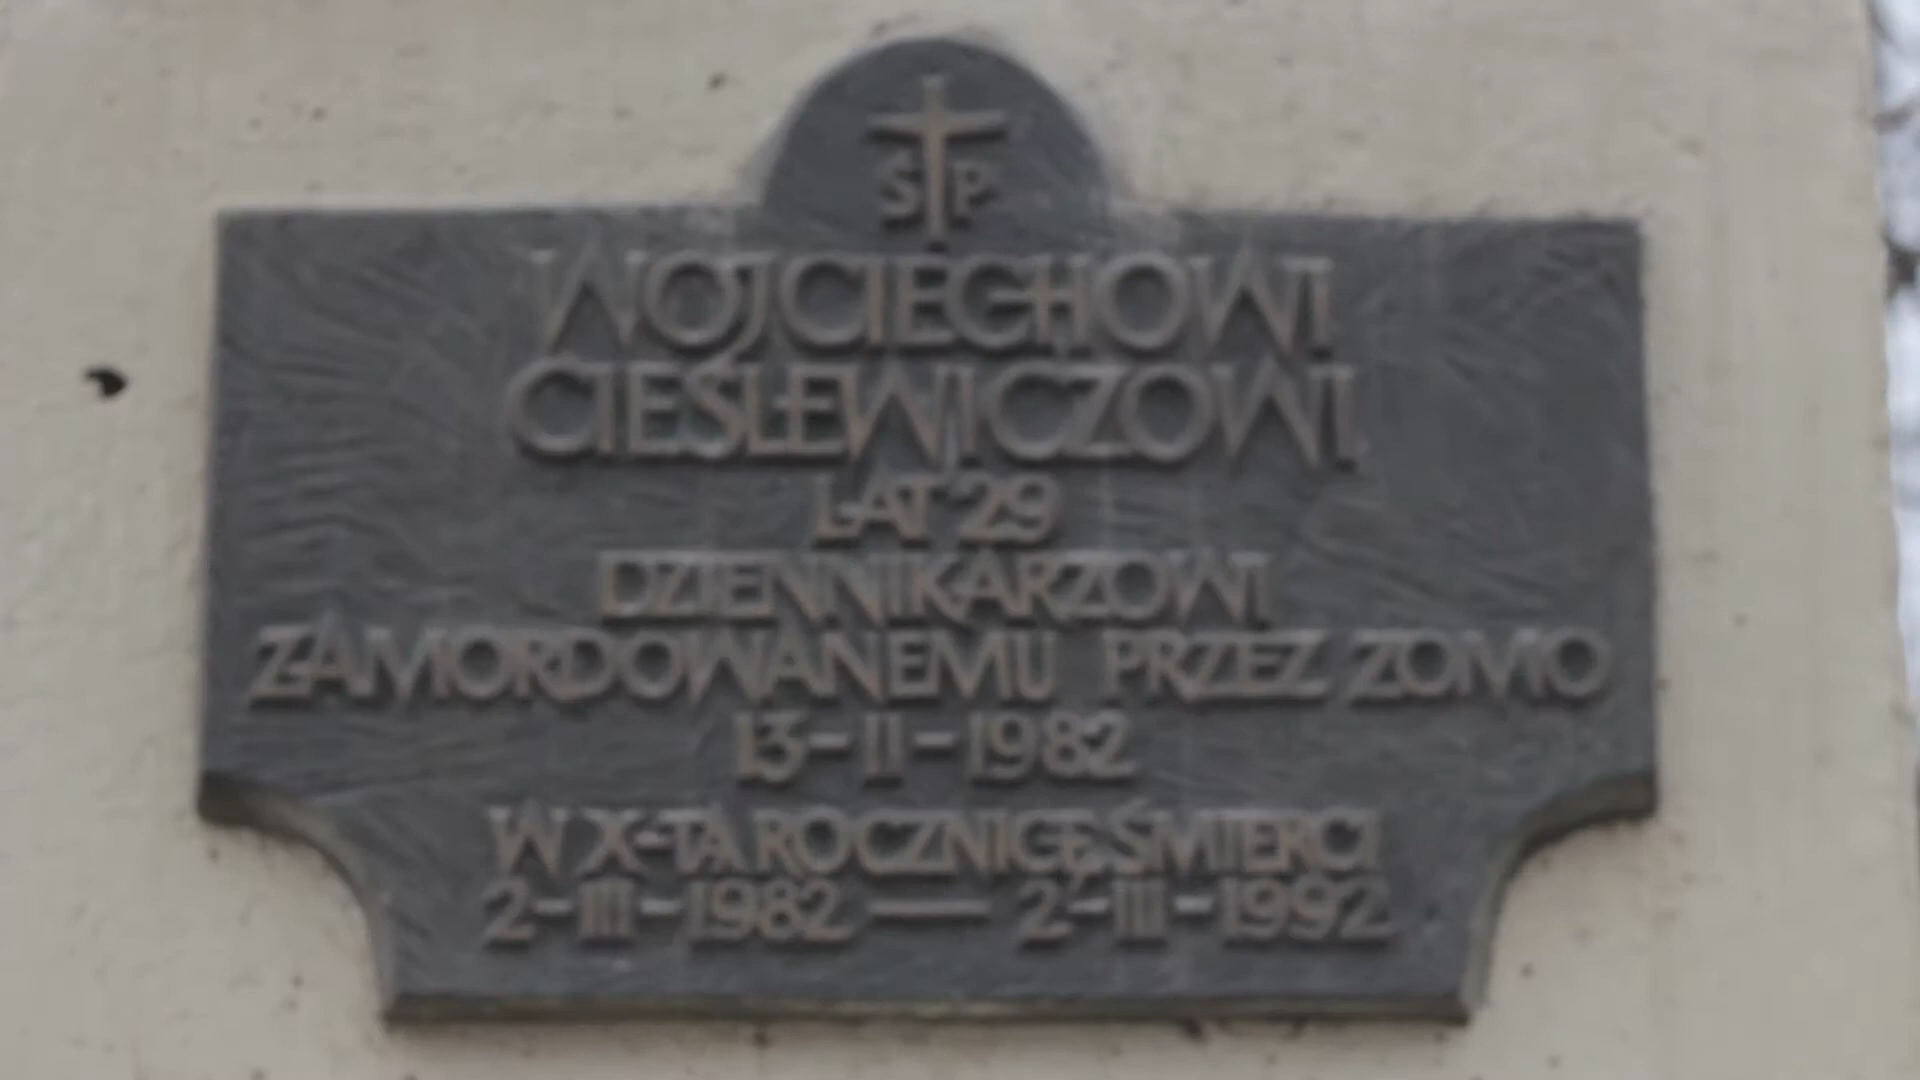 Ś P
WOJCIECHOWI
CIEŚLEWICZOWI
LAT 29
DZIENNIKARZOWI
ZAMORDOWANEMU PRZEZ ZOMO
13-II-1982
W X-TĄ ROCZNICĘ ŚMIERCI
2-III-1982 — 2-III-1992